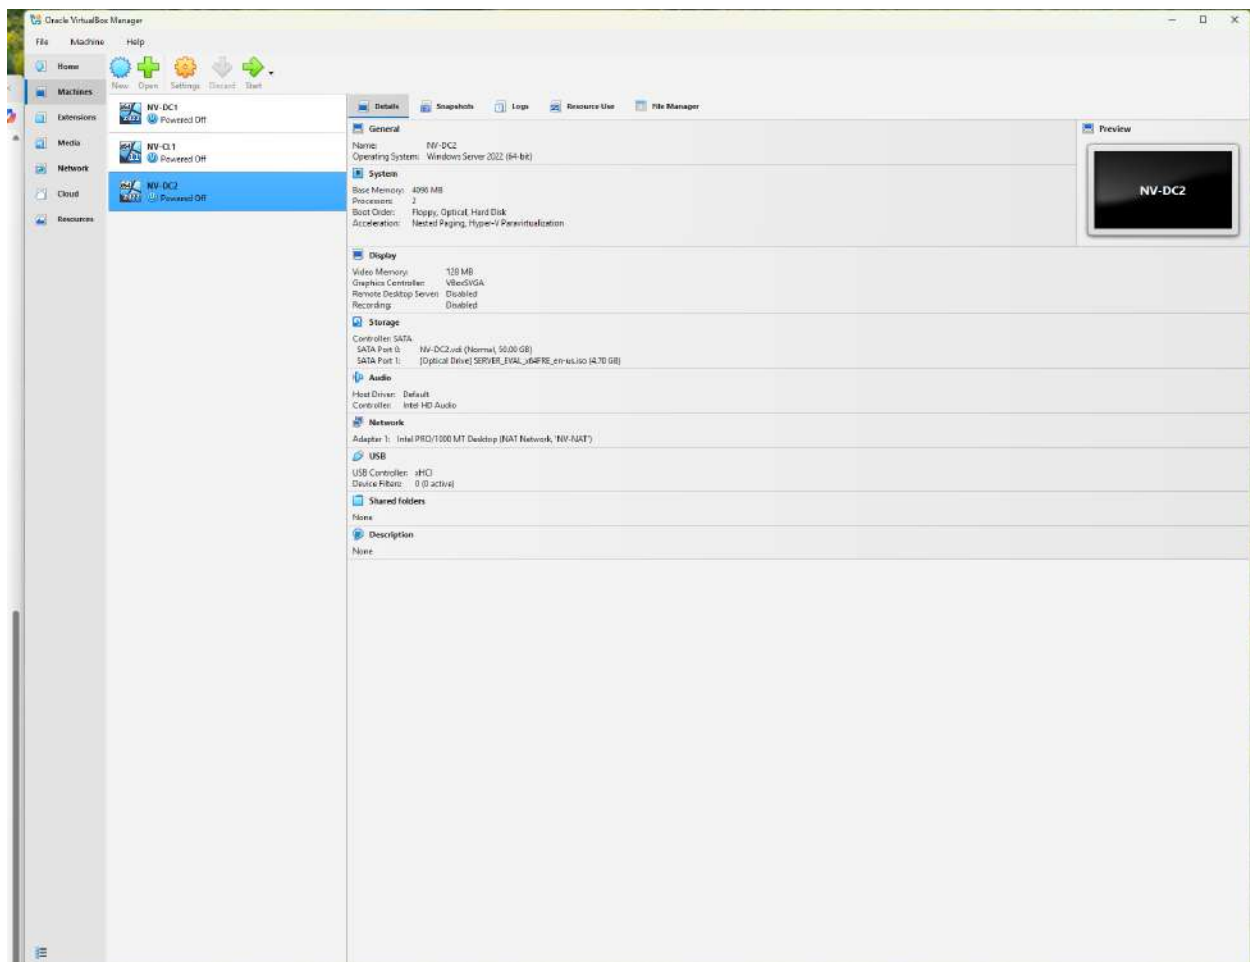 Oracle VirtualBox Manager
File Machine Help
Home
Machines
Extensions
Media
Network
Cloud
Resources
New Open Settings Discard Start
NV-DC1
Powered Off
NV-CL1
Powered Off
NV-DC2
Powered Off
Details Snapshots Logs Resource Use File Manager
General
Name: NV-DC2
Operating System: Windows Server 2022 (64-bit)
System
Base Memory: 4096 MB
Processors: 2
Boot Order: Floppy, Optical, Hard Disk
Acceleration: Nested Paging, Hyper-V Paravirtualization
Preview
NV-DC2
Display
Video Memory: 128 MB
Graphics Controller: VBoxSVGA
Remote Desktop Server: Disabled
Recording: Disabled
Storage
Controller: SATA
SATA Port 0: NV-DC2.vdi (Normal, 50.00 GB)
SATA Port 1: [Optical Drive] SERVER_EVAL_x64FRE_en-us.iso (4.70 GB)
Audio
Host Driver: Default
Controller: Intel HD Audio
Network
Adapter 1: Intel PRO/1000 MT Desktop (NAT Network, 'NV-NAT')
USB
USB Controller: xHCI
Device Filters: 0 (0 active)
Shared folders
None
Description
None